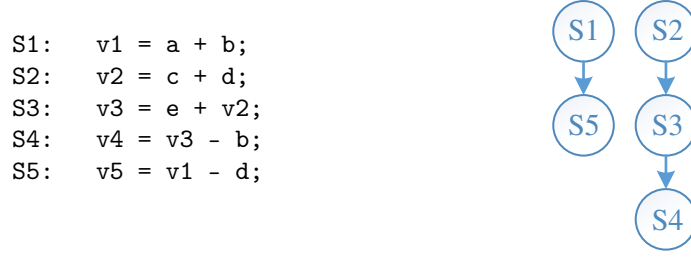 S1: v1 = a + b;
S2: v2 = c + d;
S3: v3 = e + v2;
S4: v4 = v3 - b;
S5: v5 = v1 - d;
S1 S2
S5 S3
S4